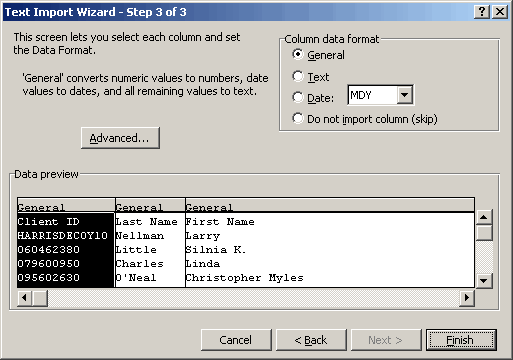 Text Import Wizard - Step 3 of 3
This screen lets you select each column and set
the Data Format.
'General' converts numeric values to numbers, date
values to dates, and all remaining values to text.
Advanced...
Column data format
General
Text
Date: MDY
Do not import column (skip)
Data preview
General General General
Client ID Last Name First Name
HARRISDECOY10 Nellman Larry
060462380 Little Silnia K.
079600950 Charles Linda
095602630 O'Neal Christopher Myles
Cancel < Back Next > Finish